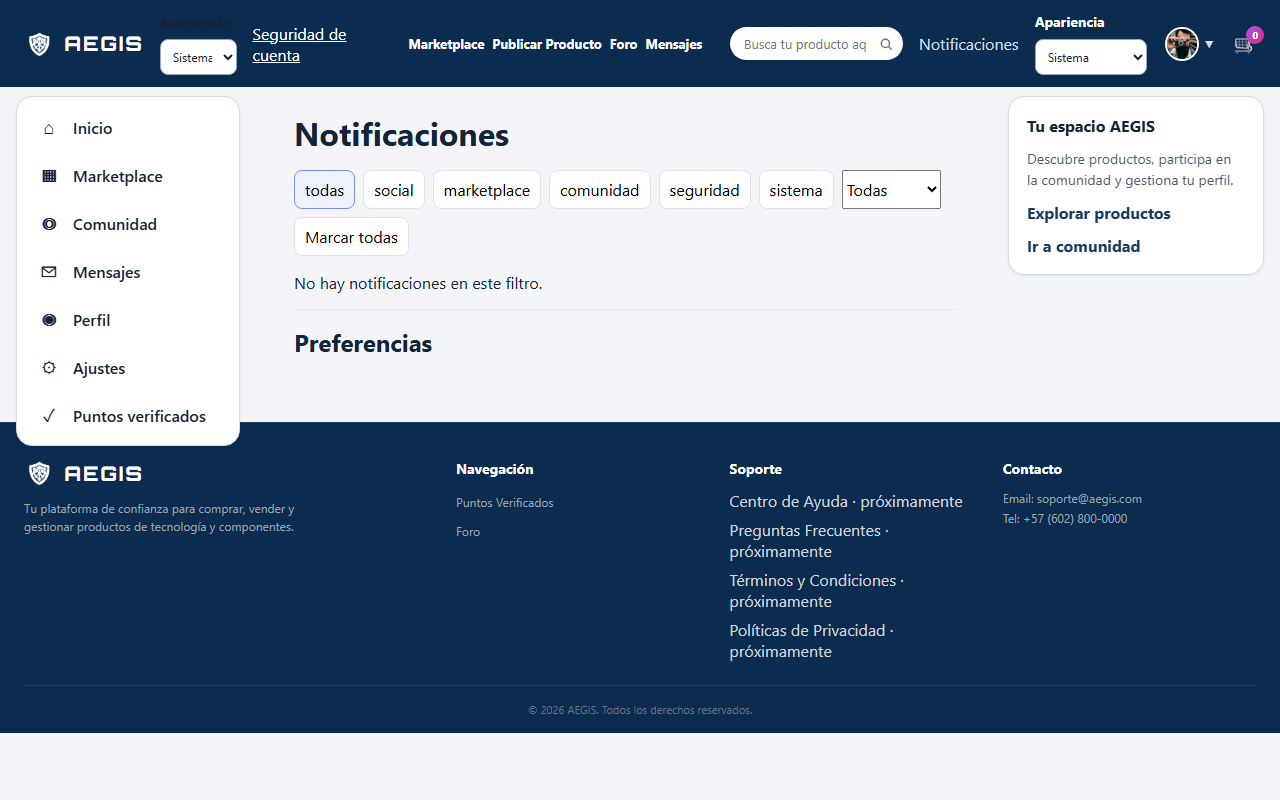 AEGIS
Apariencia
Sistema
Seguridad de
cuenta
Marketplace Publicar Producto Foro Mensajes
Busca tu producto aq
Notificaciones
Apariencia
Sistema
0
Inicio
Marketplace
Comunidad
Mensajes
Perfil
Ajustes
Puntos verificados
Notificaciones
todas social marketplace comunidad seguridad sistema Todas
Marcar todas
No hay notificaciones en este filtro.
Preferencias
Tu espacio AEGIS
Descubre productos, participa en
la comunidad y gestiona tu perfil.
Explorar productos
Ir a comunidad
AEGIS
Tu plataforma de confianza para comprar, vender y
gestionar productos de tecnología y componentes.
Navegación
Puntos Verificados
Foro
Soporte
Centro de Ayuda · próximamente
Preguntas Frecuentes ·
próximamente
Términos y Condiciones ·
próximamente
Políticas de Privacidad ·
próximamente
Contacto
Email: soporte@aegis.com
Tel: +57 (602) 800-0000
© 2026 AEGIS. Todos los derechos reservados.